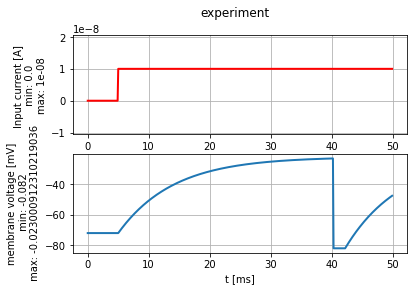 experiment
1e−8
2
1
0
−1
Input current [A]
min: 0.0
max: 1e-08
0 10 20 30 40 50
−40
−60
−80
membrane voltage [mV]
min: -0.082
max: -0.02300091233102190​36
0 10 20 30 40 50
t [ms]